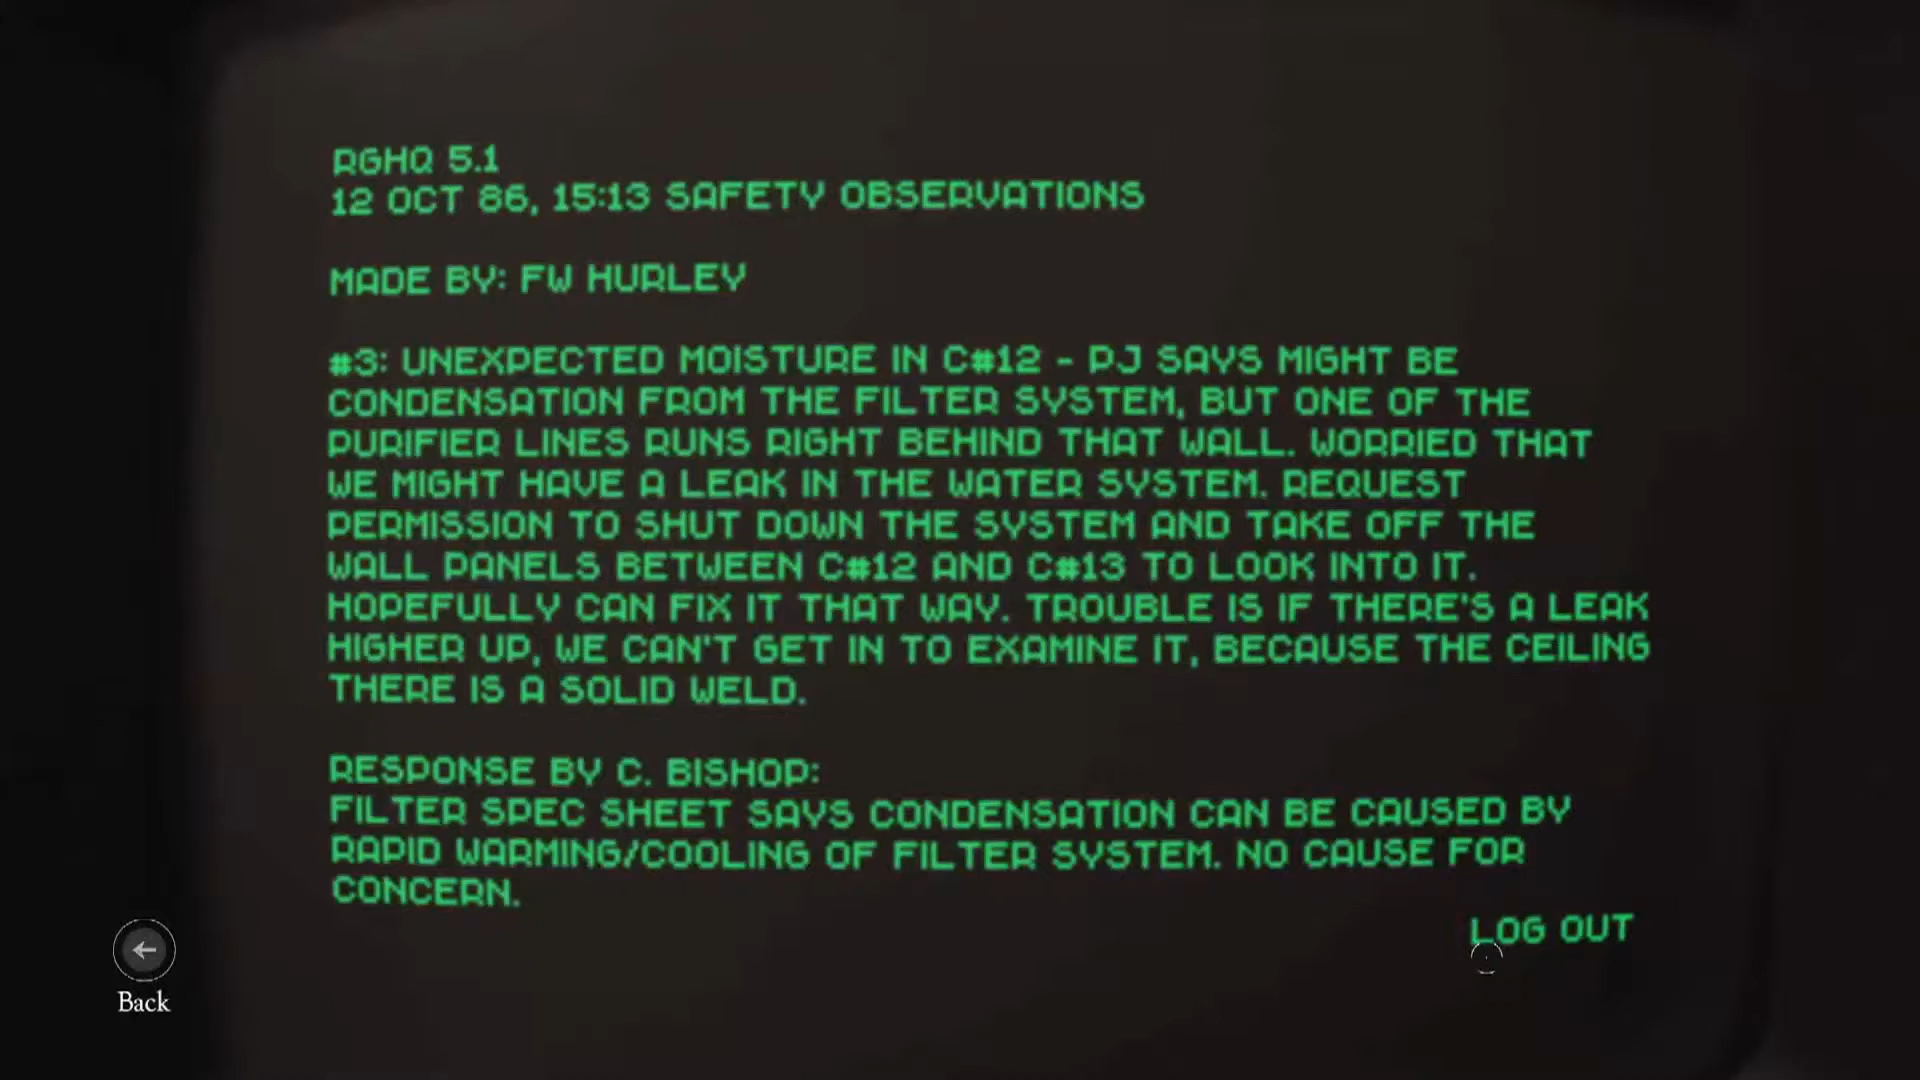 RGHQ 5.1
12 OCT 86, 15:13 SAFETY OBSERVATIONS
MADE BY: FW HURLEY
#3: UNEXPECTED MOISTURE IN C#12 - PJ SAYS MIGHT BE
CONDENSATION FROM THE FILTER SYSTEM, BUT ONE OF THE
PURIFIER LINES RUNS RIGHT BEHIND THAT WALL. WORRIED THAT
WE MIGHT HAVE A LEAK IN THE WATER SYSTEM. REQUEST
PERMISSION TO SHUT DOWN THE SYSTEM AND TAKE OFF THE
WALL PANELS BETWEEN C#12 AND C#13 TO LOOK INTO IT.
HOPEFULLY CAN FIX IT THAT WAY. TROUBLE IS IF THERE'S A LEAK
HIGHER UP, WE CAN'T GET IN TO EXAMINE IT, BECAUSE THE CEILING
THERE IS A SOLID WELD.
RESPONSE BY C. BISHOP:
FILTER SPEC SHEET SAYS CONDENSATION CAN BE CAUSED BY
RAPID WARMING/COOLING OF FILTER SYSTEM. NO CAUSE FOR
CONCERN.
LOG OUT
Back